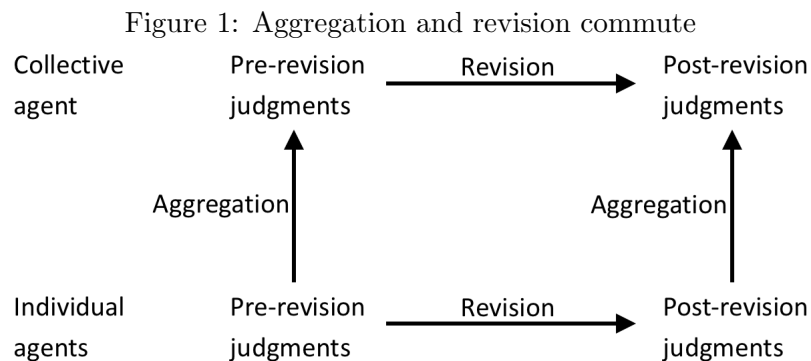 Figure 1: Aggregation and revision commute
Collective Pre-revision Revision Post-revision
agent judgments judgments
Aggregation Aggregation
Individual Pre-revision Revision Post-revision
agents judgments judgments